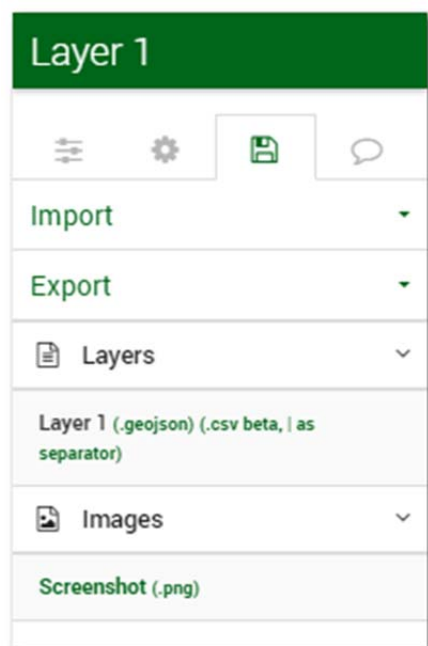 Layer 1
Import
Export
Layers
Layer 1 (.geojson) (.csv beta, | as
separator)
Images
Screenshot (.png)